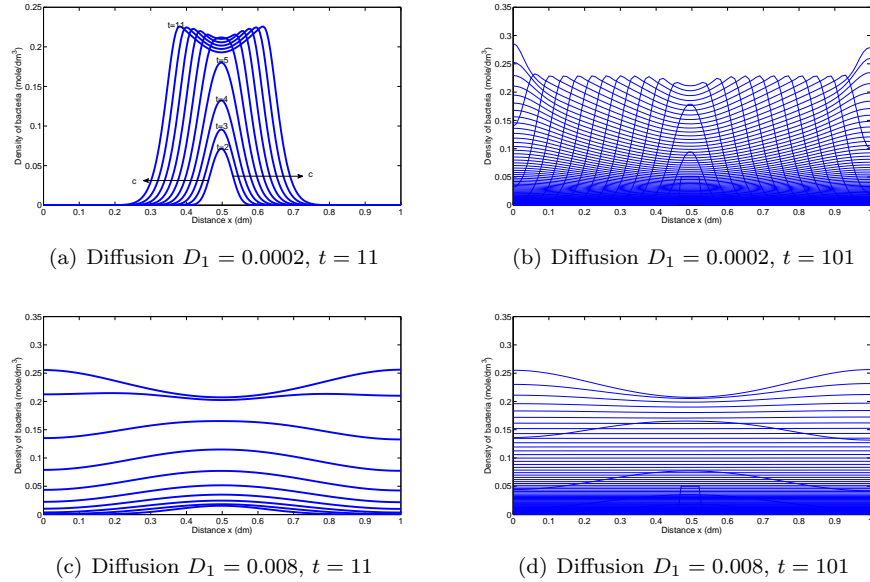 0.25
0.2
0.15
0.1
0.05
0
Density of bacteria (mole/dm³)
t=11
t=5
t=4
t=3
t=2
c
c
0 0.1 0.2 0.3 0.4 0.5 0.6 0.7 0.8 0.9 1
Distance x (dm)
(a) Diffusion D₁ = 0.0002, t = 11
0.35
0.3
0.25
0.2
0.15
0.1
0.05
0
Density of bacteria (mole/dm³)
0 0.1 0.2 0.3 0.4 0.5 0.6 0.7 0.8 0.9 1
Distance x (dm)
(b) Diffusion D₁ = 0.0002, t = 101
0.35
0.3
0.25
0.2
0.15
0.1
0.05
0
Density of bacteria (mole/dm³)
0 0.1 0.2 0.3 0.4 0.5 0.6 0.7 0.8 0.9 1
Distance x (dm)
(c) Diffusion D₁ = 0.008, t = 11
0.35
0.3
0.25
0.2
0.15
0.1
0.05
0
Density of bacteria (mole/dm³)
0 0.1 0.2 0.3 0.4 0.5 0.6 0.7 0.8 0.9 1
Distance x (dm)
(d) Diffusion D₁ = 0.008, t = 101